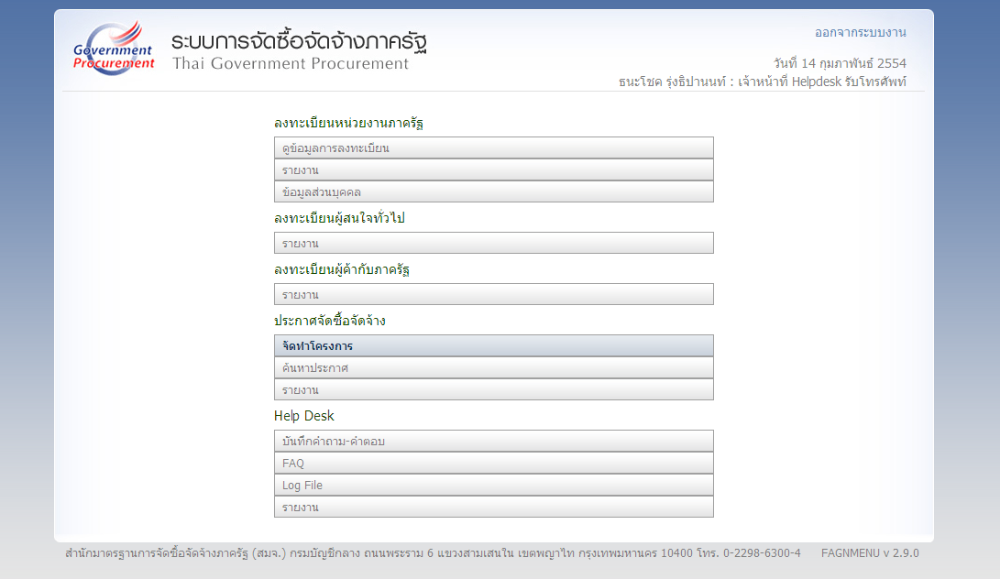 Government
Procurement
ระบบการจัดซื้อจัดจ้างภาครัฐ
Thai Government Procurement
ออกจากระบบงาน
วันที่ 14 กุมภาพันธ์ 2554
ธนะโชค รุ่งธิปานนท์ : เจ้าหน้าที่ Helpdesk รับโทรศัพท์
ลงทะเบียนหน่วยงานภาครัฐ
ดูข้อมูลการลงทะเบียน
รายงาน
ข้อมูลส่วนบุคคล
ลงทะเบียนผู้สนใจทั่วไป
รายงาน
ลงทะเบียนผู้ค้ากับภาครัฐ
รายงาน
ประกาศจัดซื้อจัดจ้าง
จัดทำโครงการ
ค้นหาประกาศ
รายงาน
Help Desk
บันทึกคำถาม-คำตอบ
FAQ
Log File
รายงาน
สำนักมาตรฐานการจัดซื้อจัดจ้างภาครัฐ (สมจ.) กรมบัญชีกลาง ถนนพระราม 6 แขวงสามเสนใน เขตพญาไท กรุงเทพมหานคร 10400 โทร. 0-2298-6300-4 FAGNMENU v 2.9.0